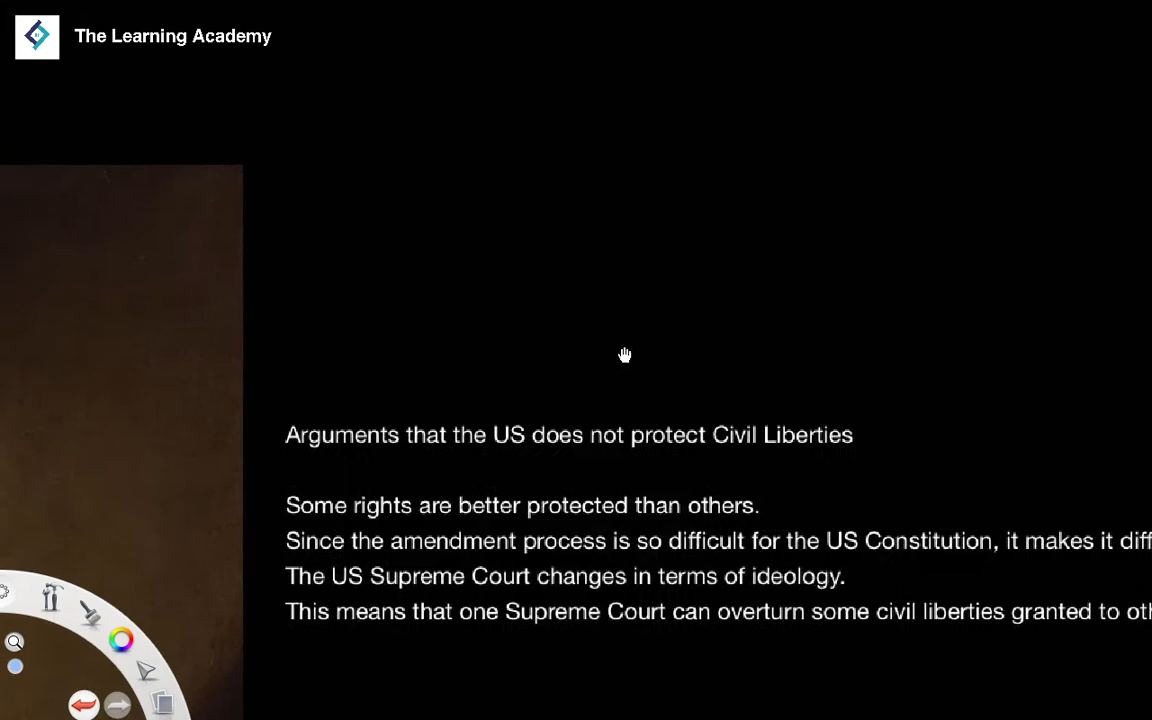 The Learning Academy
Arguments that the US does not protect Civil Liberties
Some rights are better protected than others.
Since the amendment process is so difficult for the US Constitution, it makes it
The US Supreme Court changes in terms of ideology.
This means that one Supreme Court can overturn some civil liberties granted to